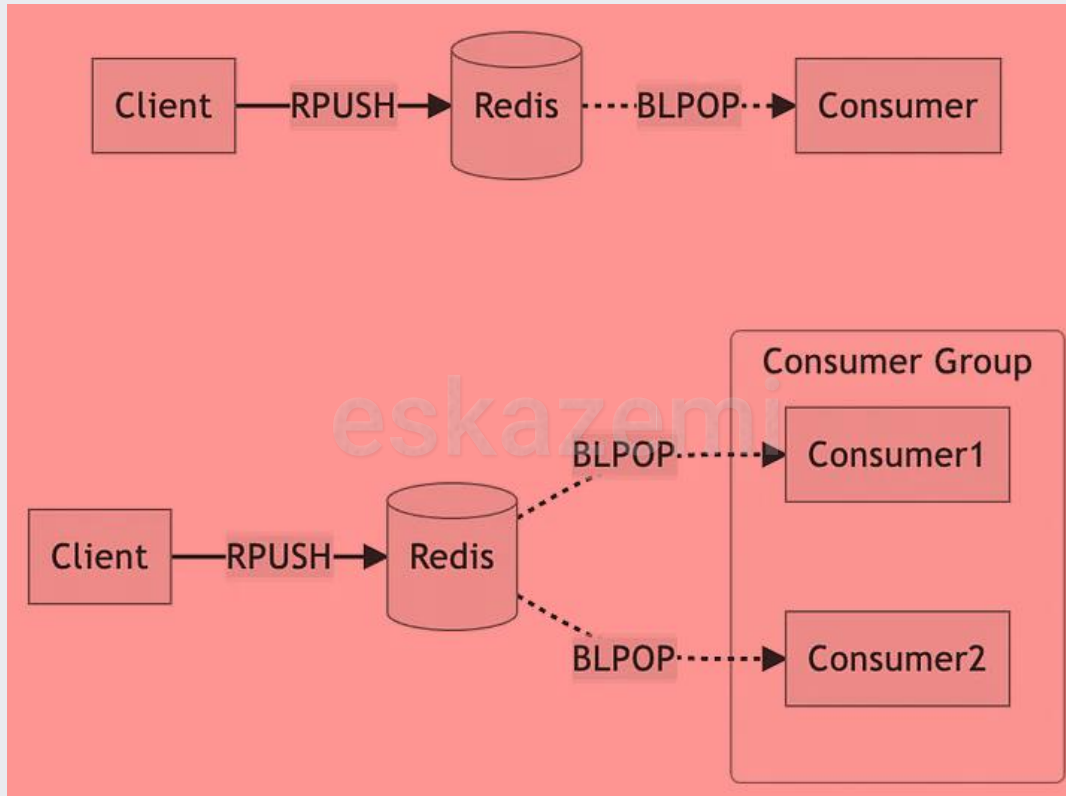 Client RPUSH Redis BLPOP Consumer
Consumer Group
eskazemi
BLPOP Consumer1
Client RPUSH Redis
BLPOP Consumer2